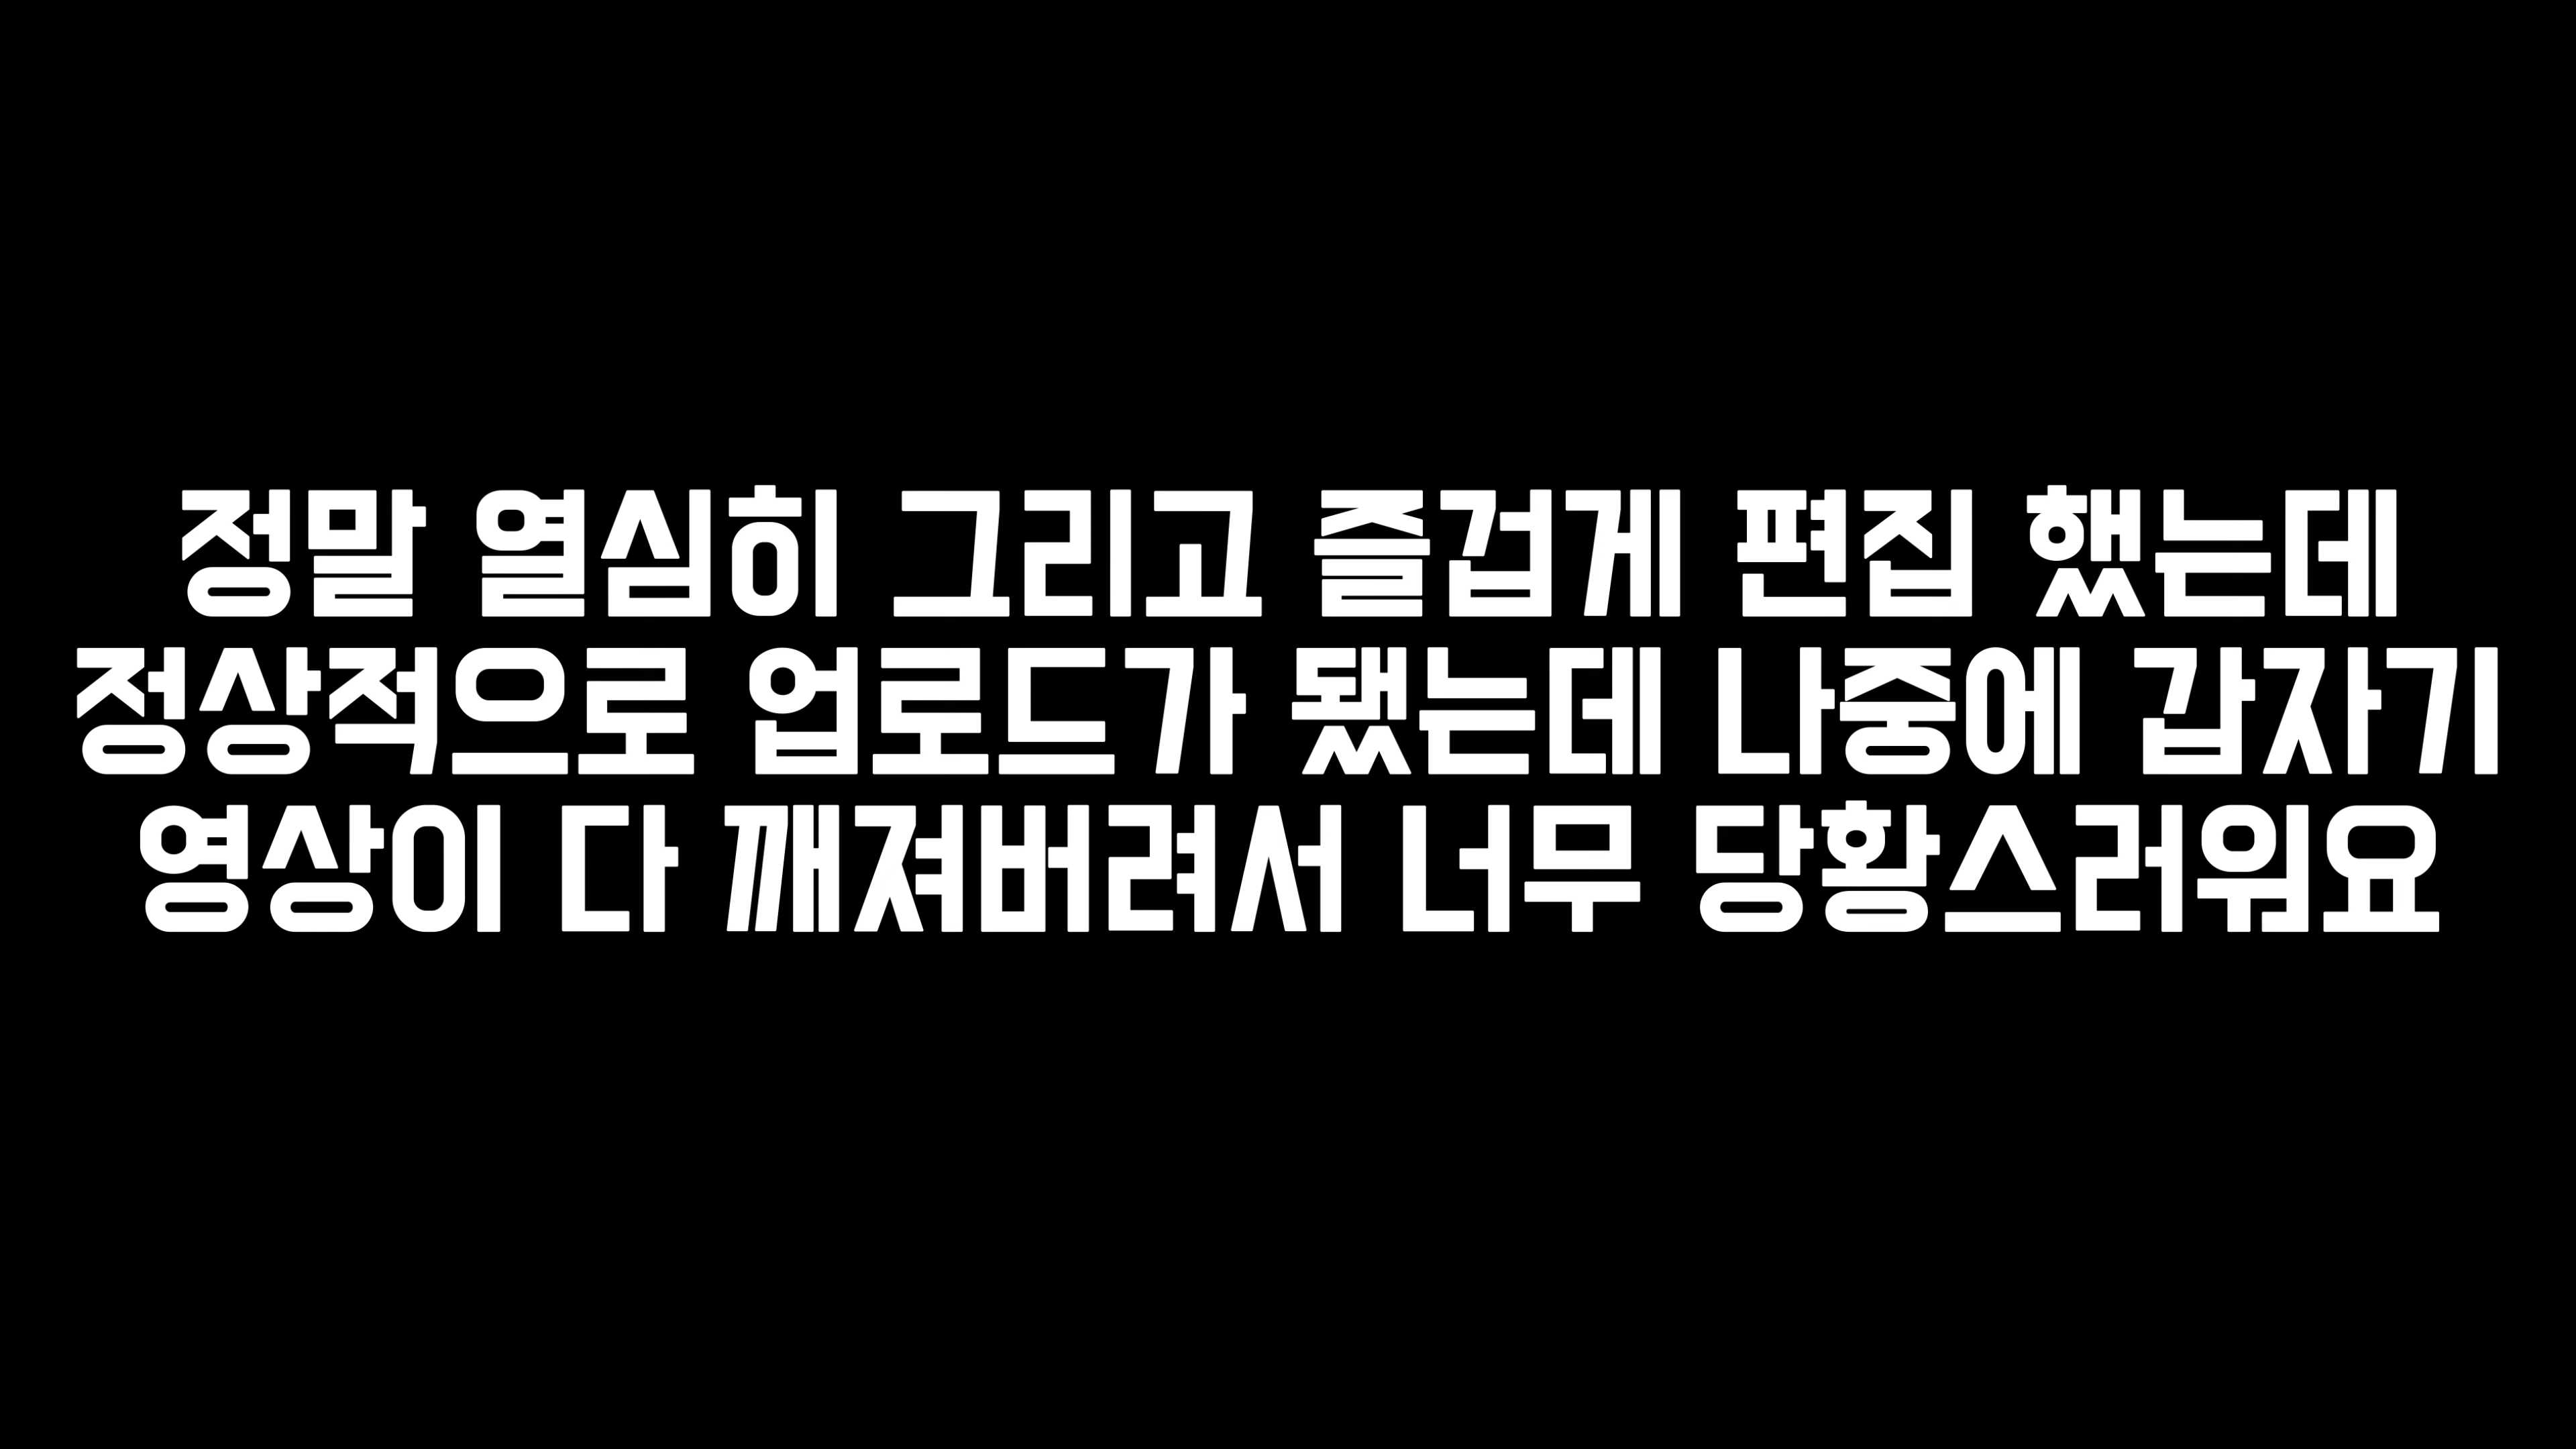 정말 열심히 그리고 즐겁게 편집 했는데
정상적으로 업로드가 됐는데 나중에 갑자기
영상이 다 깨져버려서 너무 당황스러워요